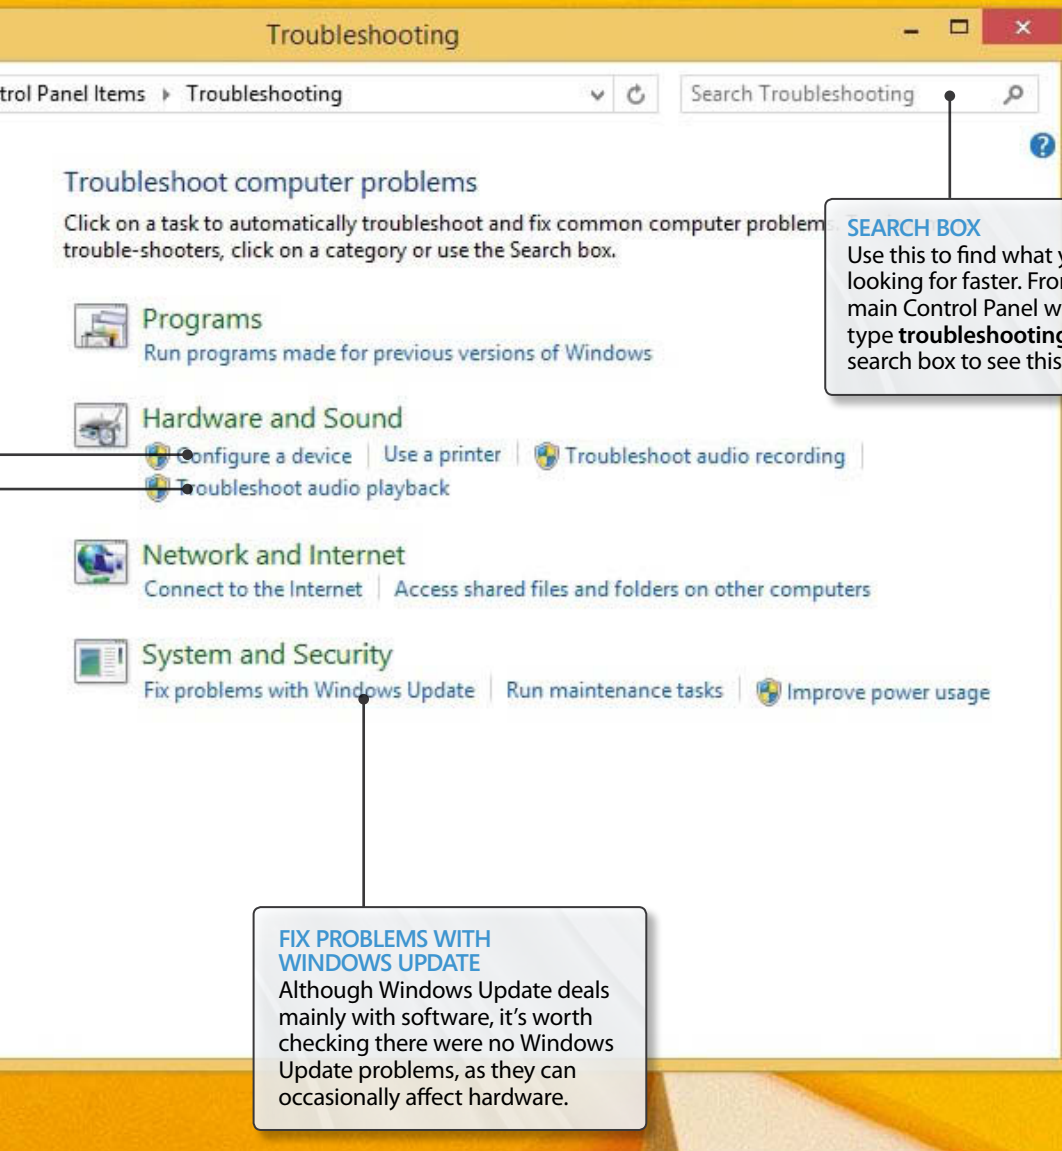 Troubleshooting
trol Panel Items Troubleshooting
Search Troubleshooting
Troubleshoot computer problems
Click on a task to automatically troubleshoot and fix common computer problem
trouble-shooters, click on a category or use the Search box.
SEARCH BOX
Use this to find what y
looking for faster. Fro
main Control Panel w
type troubleshooting
search box to see this
Programs
Run programs made for previous versions of Windows
Hardware and Sound
Configure a device | Use a printer | Troubleshoot audio recording |
Troubleshoot audio playback
Network and Internet
Connect to the Internet | Access shared files and folders on other computers
System and Security
Fix problems with Windows Update | Run maintenance tasks | Improve power usage
FIX PROBLEMS WITH
WINDOWS UPDATE
Although Windows Update deals
mainly with software, it's worth
checking there were no Windows
Update problems, as they can
occasionally affect hardware.